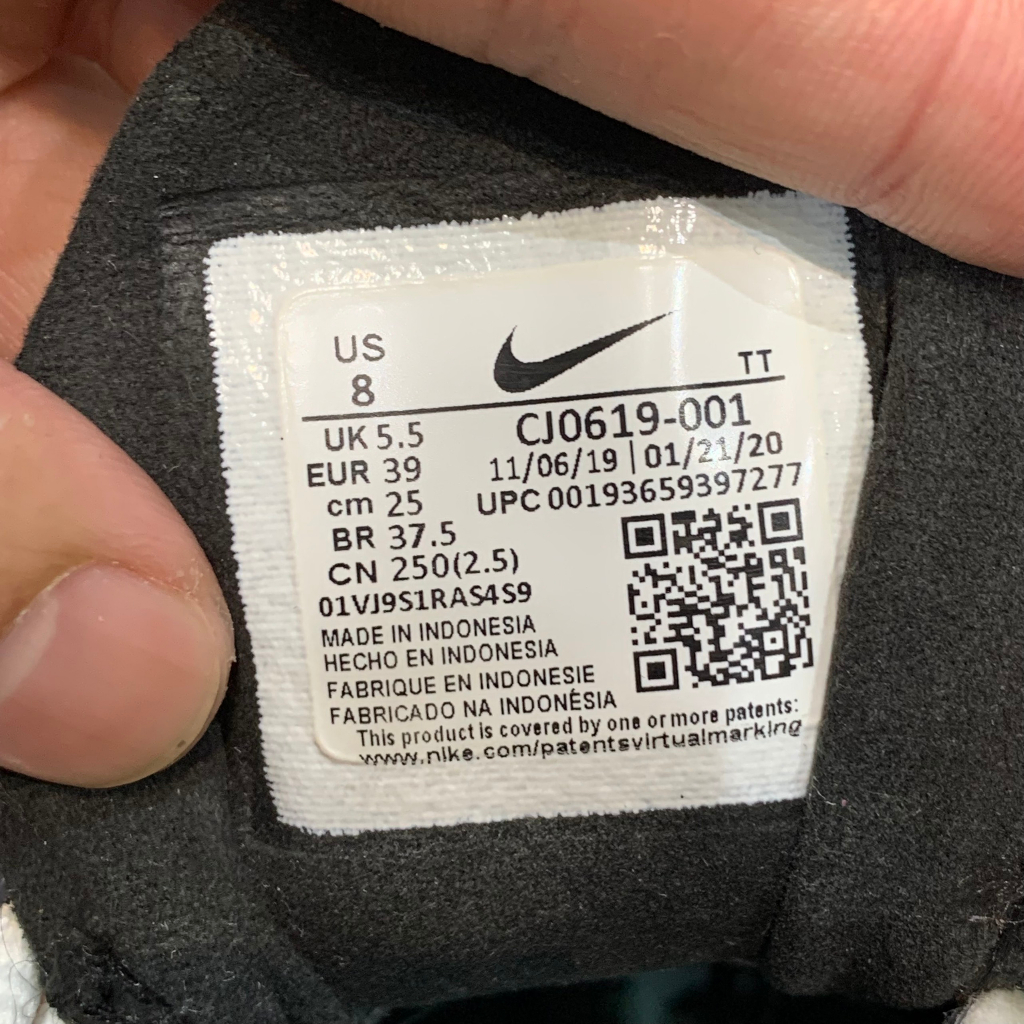 US
8
TT
UK 5.5
EUR 39
cm 25
BR 37.5
CN 250(2.5)
01VJ9S1RAS4S9
CJ0619-001
11/06/19 | 01/21/20
UPC 00193659397277
MADE IN INDONESIA
HECHO EN INDONESIA
FABRIQUE EN INDONESIE
FABRICADO NA INDONÉSIA
This product is covered by one or more patents:
www.nike.com/patentsvirtualmarking